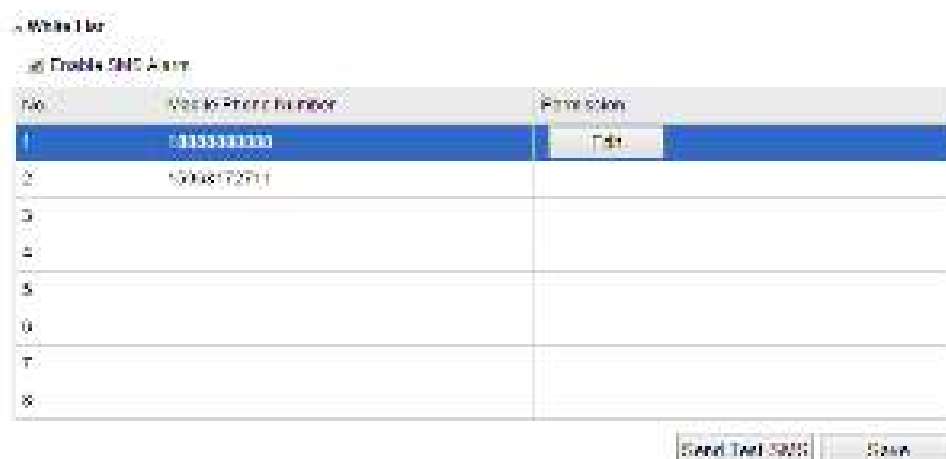 White List
Enable SMS Alarm
No. Mobile Phone Number Permission
1 Edit
2
3
4
5
6
7
8
Send Test SMS Save